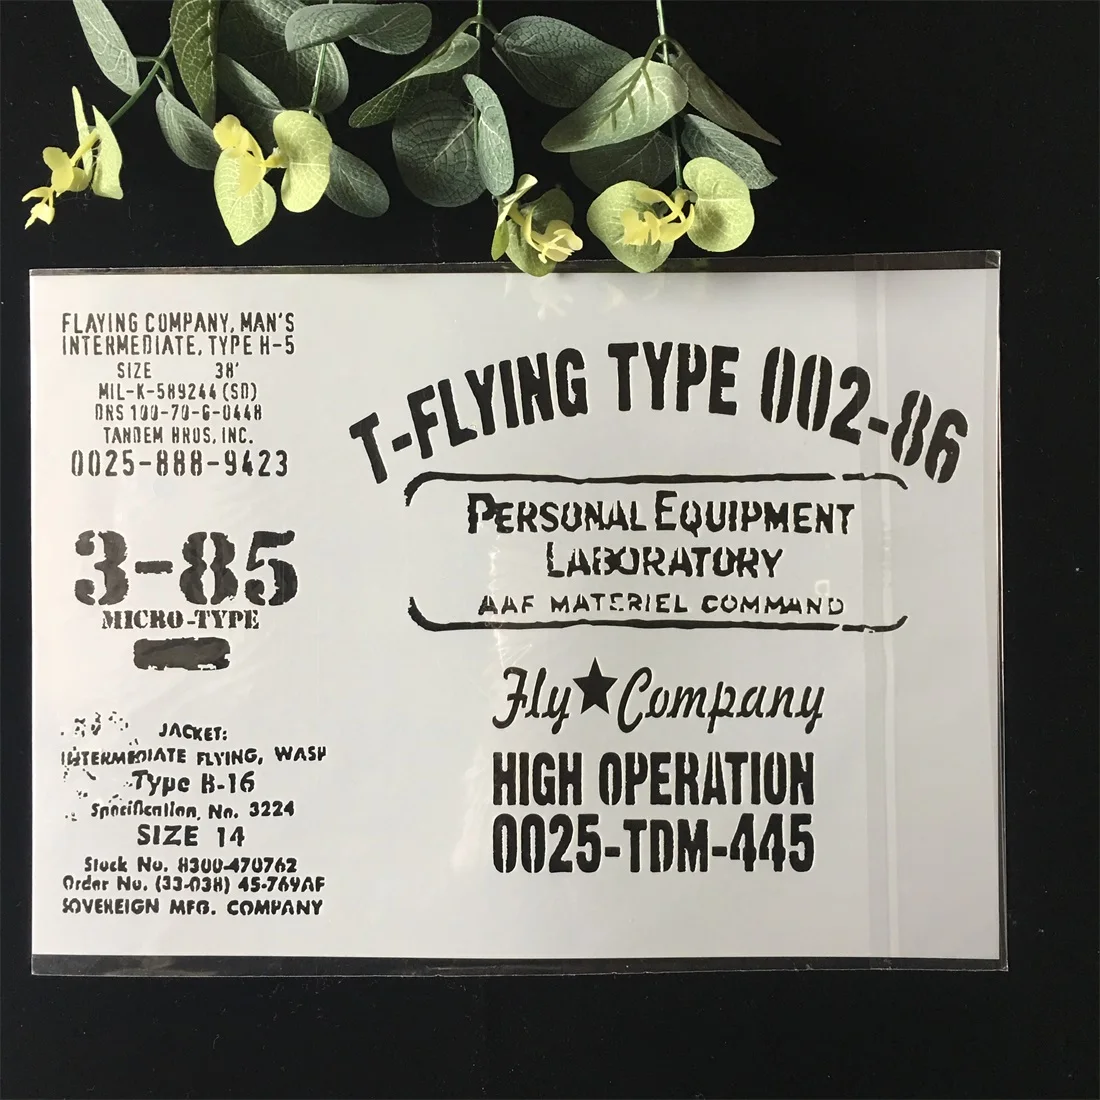 FLAYING COMPANY, MAN'S
INTERMEDIATE, TYPE H-5
SIZE 38'
MIL-K-589244 (SD)
DRS 100-70-G-0448
TANDEM BROS, INC.
0025-888-9423
3-85
MICRO-TYPE
JACKET:
INTERMEDIATE FLYING, WASP
Type B-16
Specification, No. 3224
SIZE 14
Stock No. 8300-470762
Order No. (33-038) 45-769AF
SOVEREIGN MFG. COMPANY
T-FLYING TYPE 002-86
PERSONAL EQUIPMENT
LABORATORY
AAF MATERIEL COMMAND
Fly★Company
HIGH OPERATION
0025-TDM-445